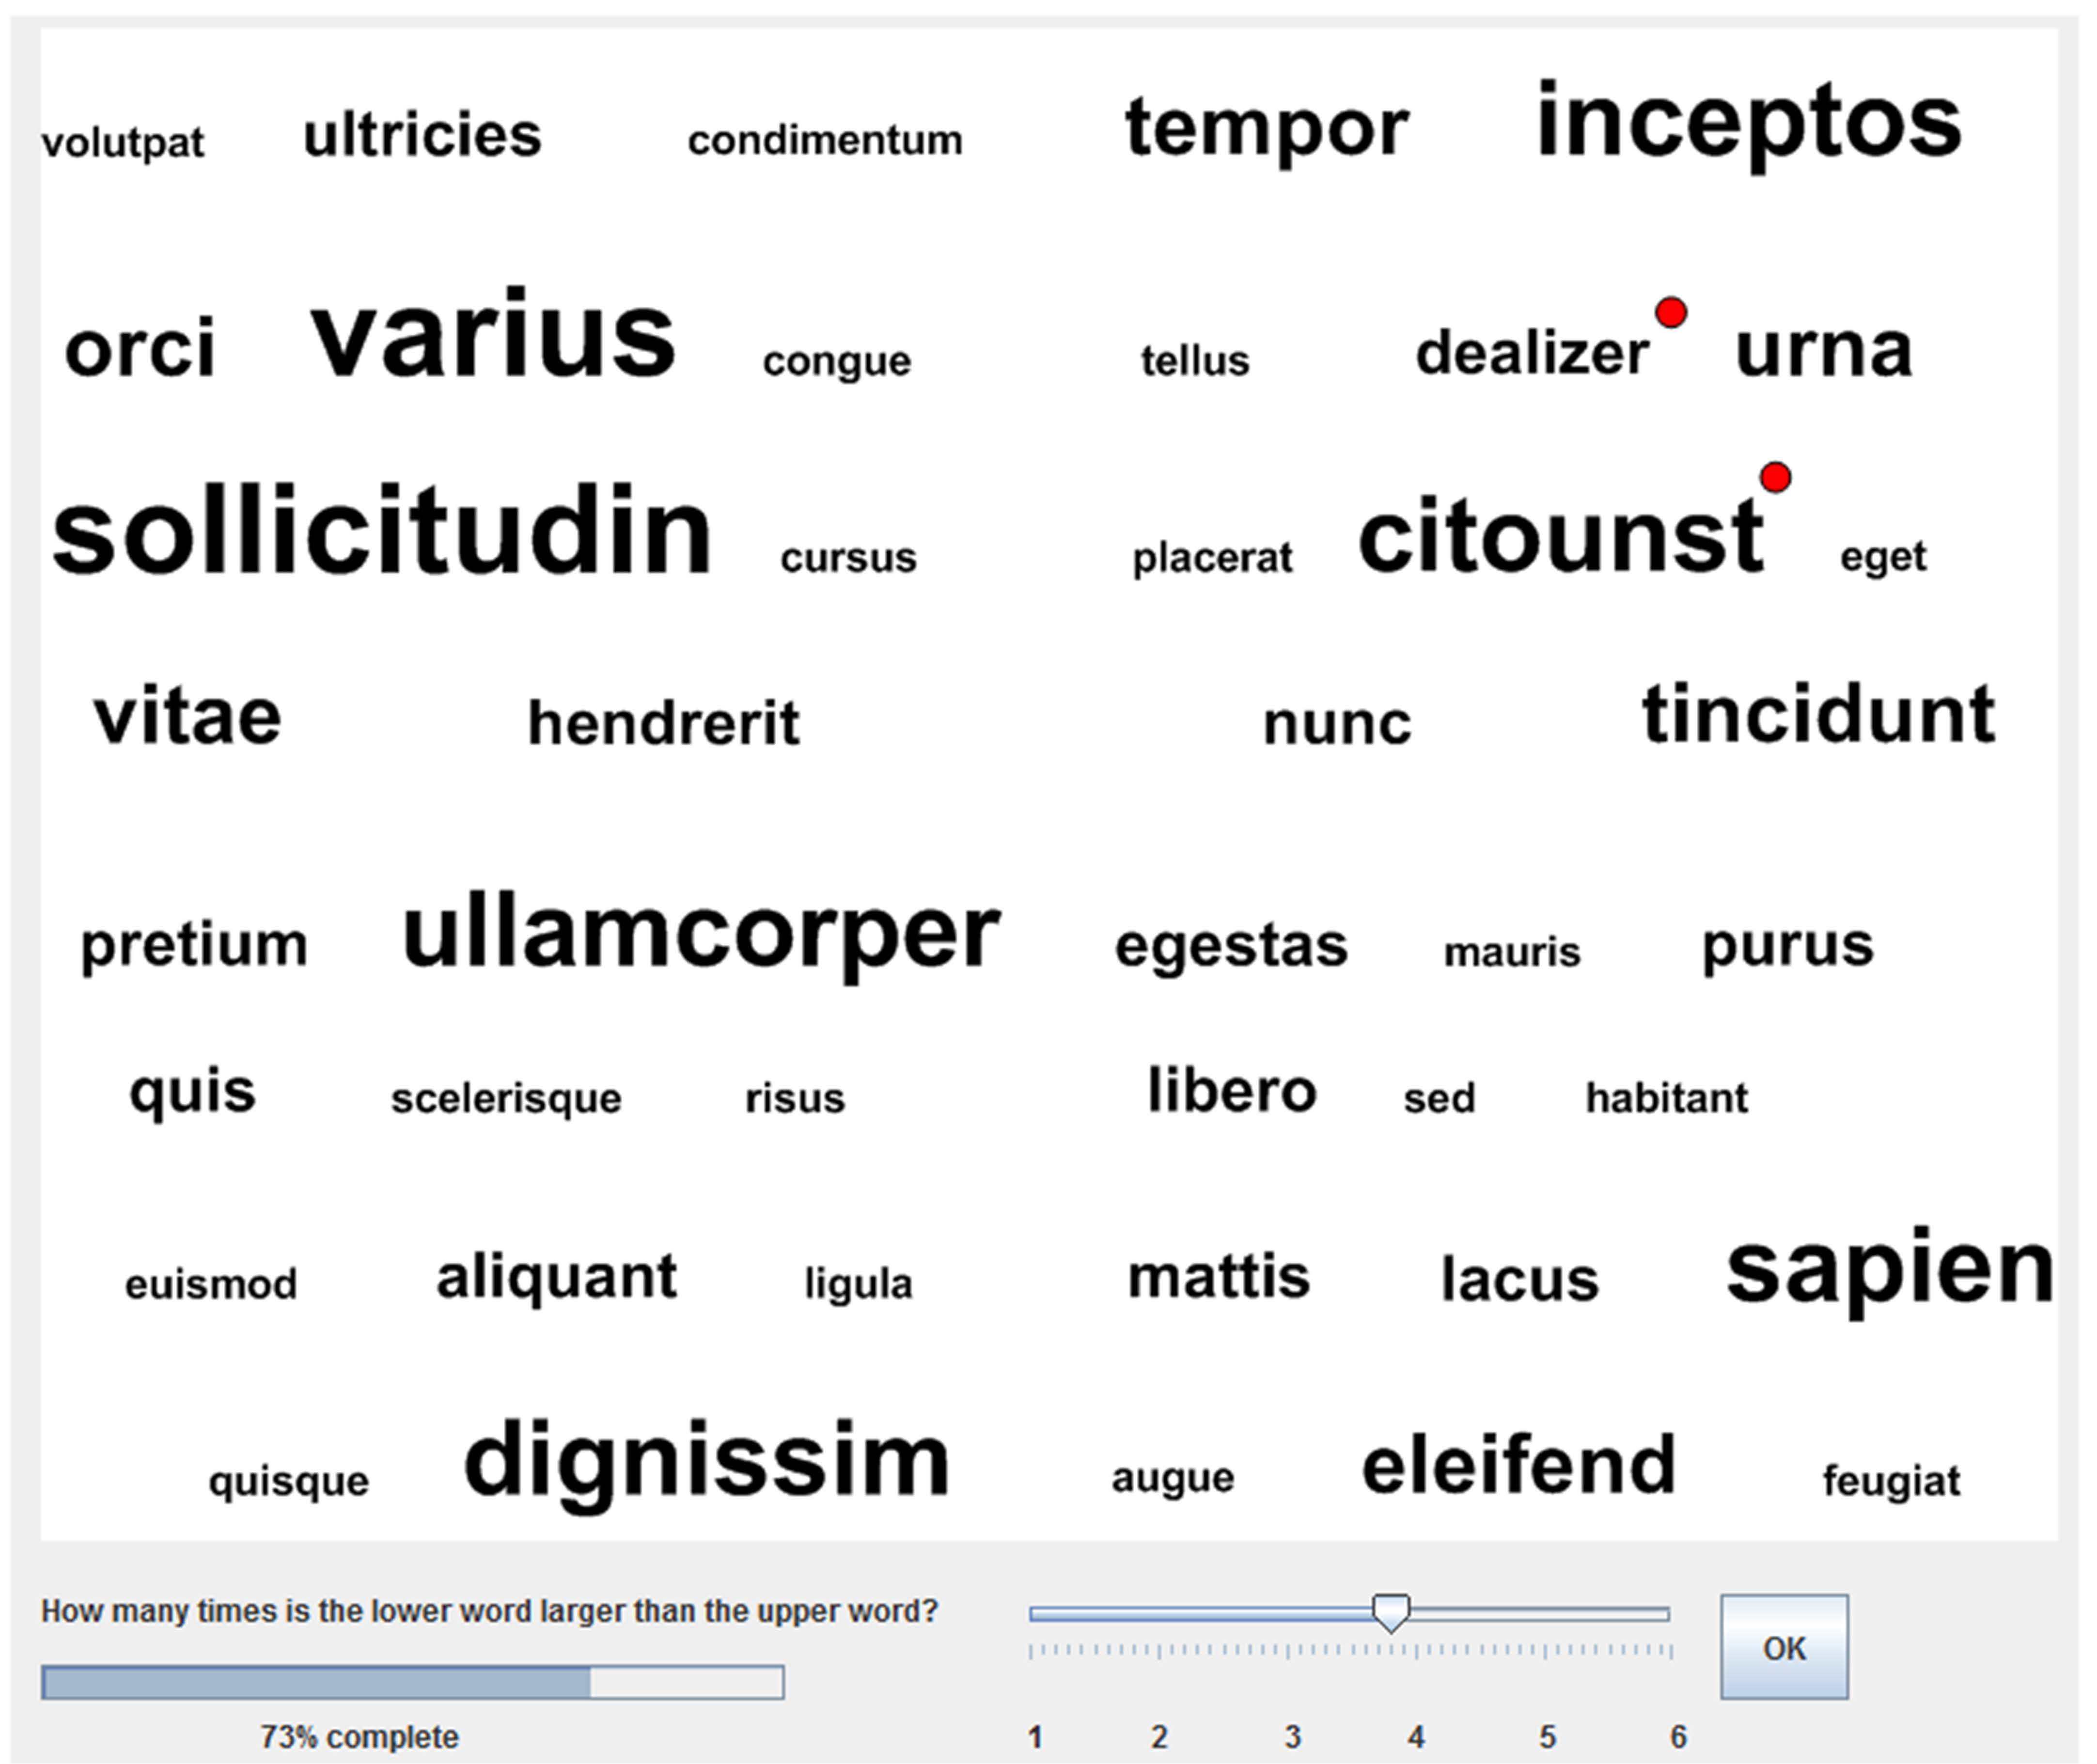 volutpat ultricies condimentum tempor inceptos
orci varius congue tellus dealizer urna
sollicitudin cursus placerat citounst eget
vitae hendrerit nunc tincidunt
pretium ullamcorper egestas mauris purus
quis scelerisque risus libero sed habitant
euismod aliquant ligula mattis lacus sapien
quisque dignissim augue eleifend feugiat
How many times is the lower word larger than the upper word?
OK
73% complete
1 2 3 4 5 6